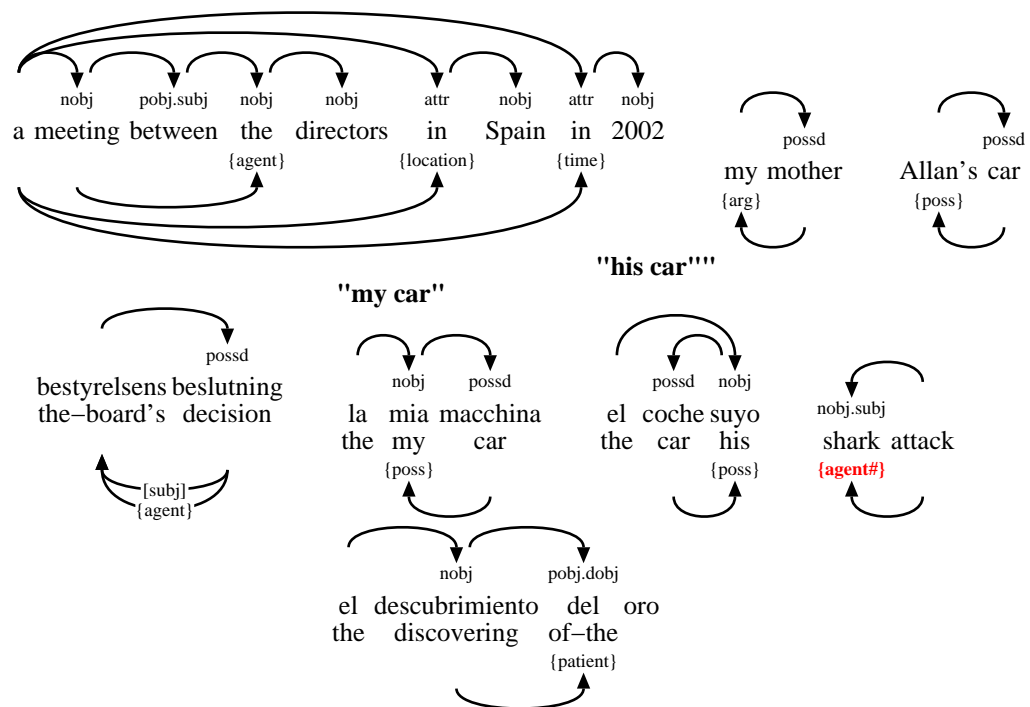 nobj pobj.subj nobj nobj attr nobj attr nobj
a meeting between the directors in Spain in 2002
{agent} {location} {time}
possd
my mother
{arg}
possd
Allan's car
{poss}
possd
bestyrelsens beslutning
the−board's decision
[subj]
{agent}
"my car"
nobj possd
la mia macchina
the my car
{poss}
"his car""
possd nobj
el coche suyo
the car his
{poss}
nobj.subj
shark attack
{agent#}
nobj pobj.dobj
el descubrimiento del oro
the discovering of−the
{patient}